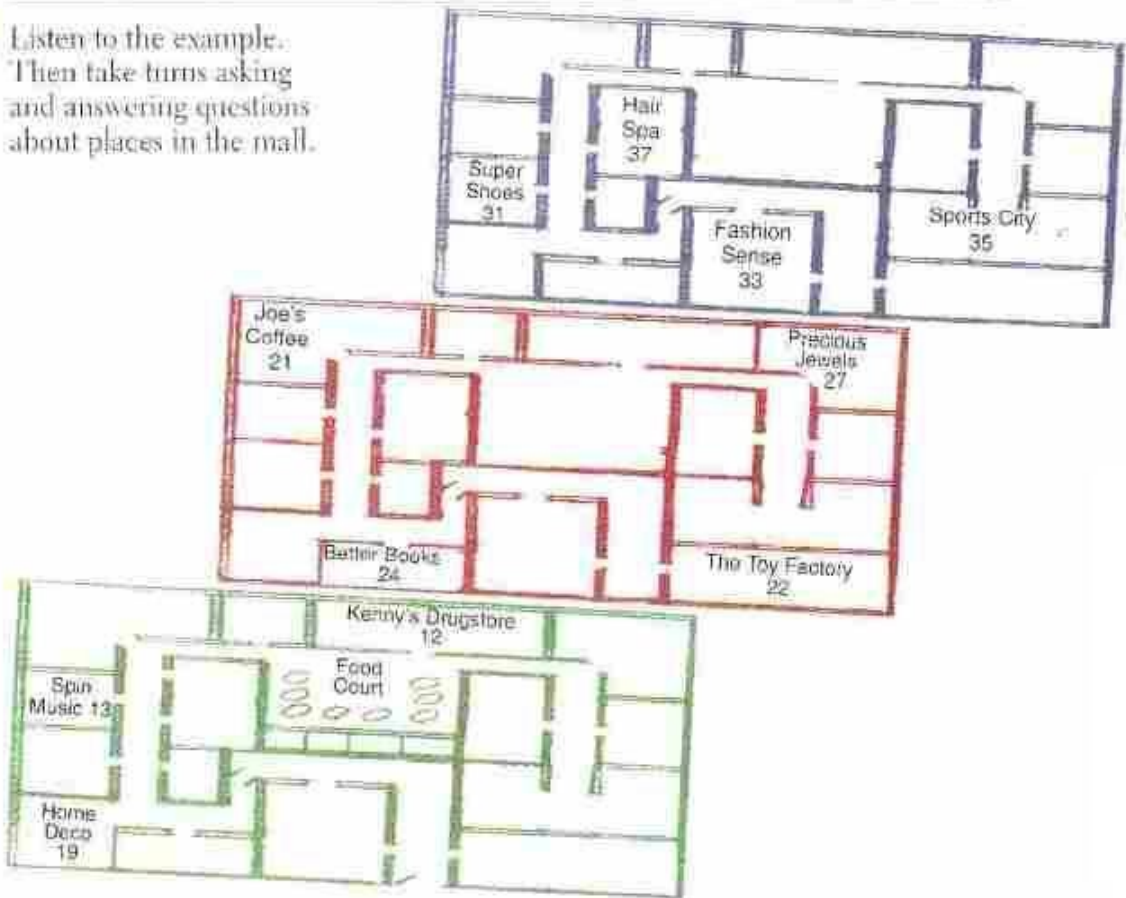 Listen to the example.
Then take turns asking
and answering questions
about places in the mall.
Hair
Spa
37
Super
Shoes
31
Sports City
35
Fashion
Sense
33
Joe's
Coffee
21
Precious
Jewels
27
Better Books
24
The Toy Factory
22
Kenny's Drugstore
12
Food
Court
Spin
Music 13
Home
Deco
19